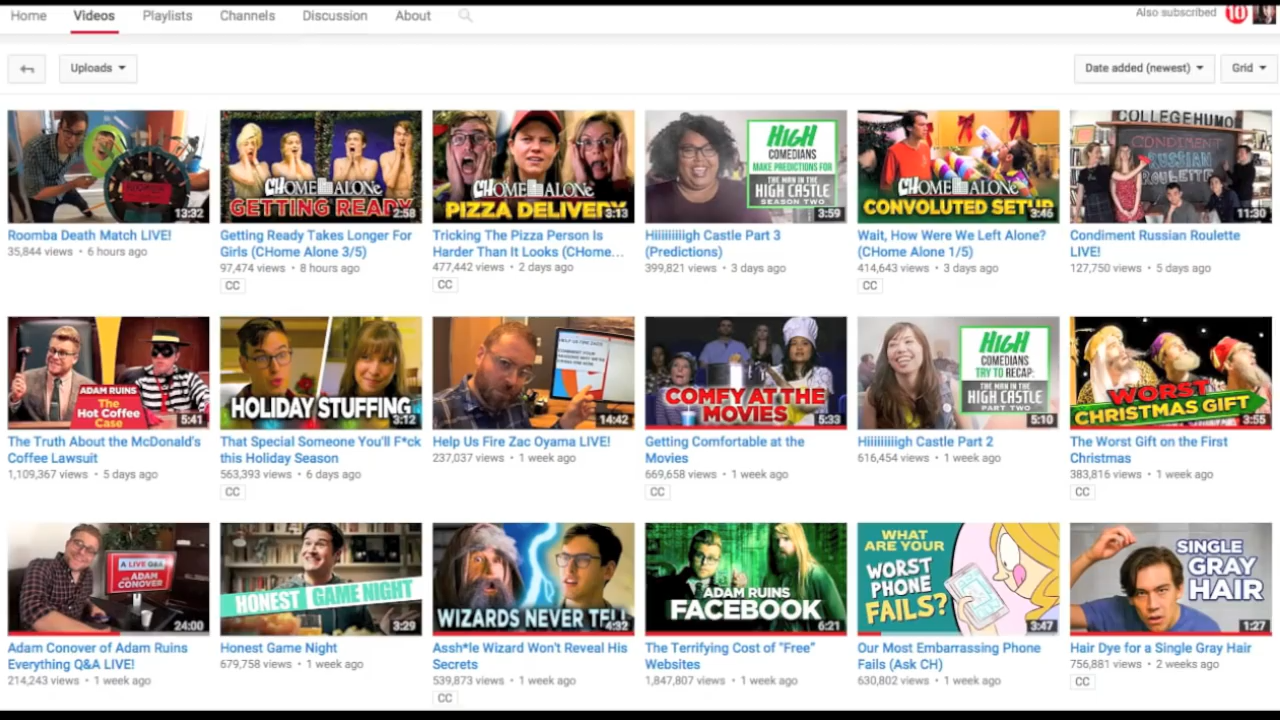 Home Videos Playlists Channels Discussion About
Also subscribed 10
Uploads
Date added (newest) Grid
13:32
CHOME ALONE
GETTING READY
2:58
CHOME ALONE
PIZZA DELIVERY
3:13
HIGH
COMEDIANS
MAKE PREDICTIONS FOR
THE MAN IN THE
HIGH CASTLE
SEASON TWO
3:59
CHOME ALONE
CONVOLUTED SETUP
3:46
COLLEGEHUMO
CONDIMENT
RUSSIAN
ROULETTE
11:30
Roomba Death Match LIVE!
35,844 views • 6 hours ago
Getting Ready Takes Longer For
Girls (CHome Alone 3/5)
97,474 views • 8 hours ago
CC
Tricking The Pizza Person Is
Harder Than It Looks (CHome...
477,442 views • 2 days ago
CC
Hiiiiiiiigh Castle Part 3
(Predictions)
399,821 views • 3 days ago
Wait, How Were We Left Alone?
(CHome Alone 1/5)
414,643 views • 3 days ago
CC
Condiment Russian Roulette
LIVE!
127,750 views • 5 days ago
ADAM RUINS
The
Hot Coffee
Case
5:41
HOLIDAY STUFFING
3:12
14:42
COMFY AT THE
MOVIES
5:33
HIGH
COMEDIANS
TRY TO RECAP:
THE MAN IN THE
HIGH CASTLE
PART TWO
5:10
WORST
CHRISTMAS GIFT
3:55
The Truth About the McDonald's
Coffee Lawsuit
1,109,367 views • 5 days ago
That Special Someone You'll F*ck
this Holiday Season
563,393 views • 6 days ago
CC
Help Us Fire Zac Oyama LIVE!
237,037 views • 1 week ago
Getting Comfortable at the
Movies
669,658 views • 1 week ago
CC
Hiiiiiiiigh Castle Part 2
616,454 views • 1 week ago
The Worst Gift on the First
Christmas
383,816 views • 1 week ago
CC
A LIVE Q&A
ADAM
CONOVER
24:00
HONEST GAME NIGHT
3:29
WIZARDS NEVER TELL
4:32
ADAM RUINS
FACEBOOK
6:21
WHAT
ARE YOUR
WORST
PHONE
FAILS?
3:47
SINGLE
GRAY
HAIR
1:27
Adam Conover of Adam Ruins
Everything Q&A LIVE!
214,243 views • 1 week ago
Honest Game Night
679,758 views • 1 week ago
Assh*le Wizard Won't Reveal His
Secrets
539,873 views • 1 week ago
CC
The Terrifying Cost of "Free"
Websites
1,847,807 views • 1 week ago
Our Most Embarrassing Phone
Fails (Ask CH)
630,802 views • 1 week ago
Hair Dye for a Single Gray Hair
756,881 views • 2 weeks ago
CC